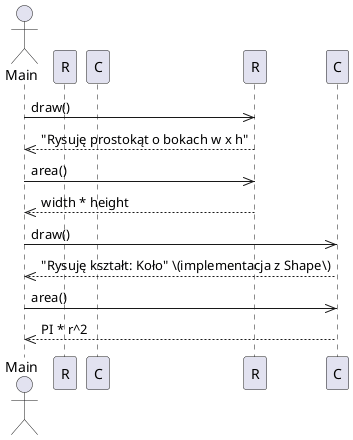 Main
R
C
R
C
draw()
"Rysuję prostokąt o bokach w x h"
area()
width * height
draw()
"Rysuję kształt: Koło" \(implementacja z Shape\)
area()
PI * r^2
Main
R
C
R
C